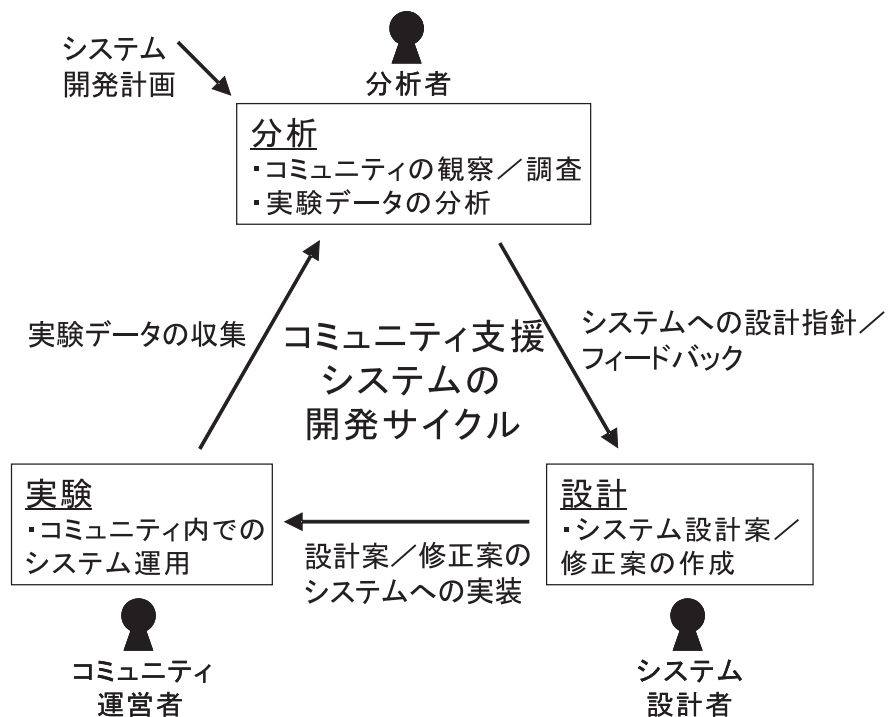 システム
開発計画
分析者
分析
・コミュニティの観察／調査
・実験データの分析
実験データの収集
コミュニティ支援
システムの
開発サイクル
システムへの設計指針／
フィードバック
実験
・コミュニティ内での
システム運用
設計案／修正案の
システムへの実装
設計
・システム設計案／
修正案の作成
コミュニティ
運営者
システム
設計者